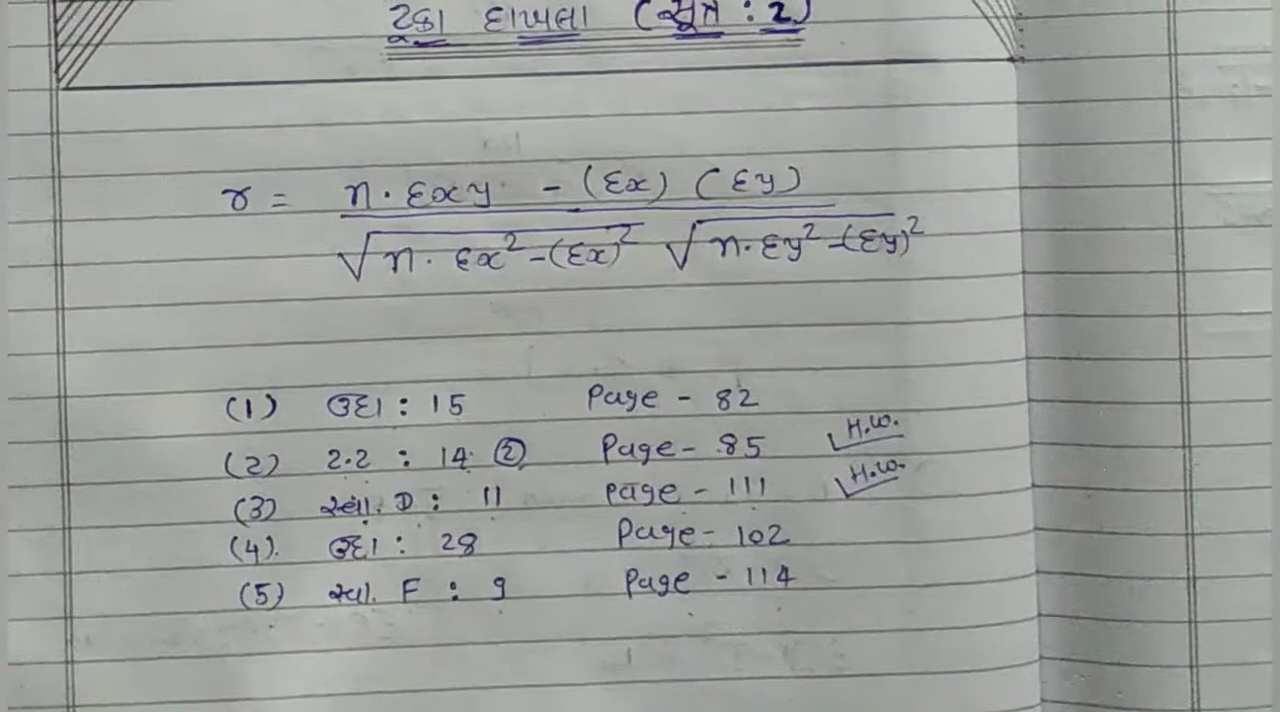 ટૂંકા દાખલા (સૂત્ર : 2)
r = n · Σxy - (Σx) (Σy)
√n · Σx² - (Σx)² √n · Σy² - (Σy)²
(1) ઉદા : 15 Page - 82
(2) 2.2 : 14 ② Page - 85 H.W.
(3) સ્વા. D : 11 Page - 111 H.W.
(4). ઉદા : 28 Page - 102
(5) સ્વા. F : 9 Page - 114